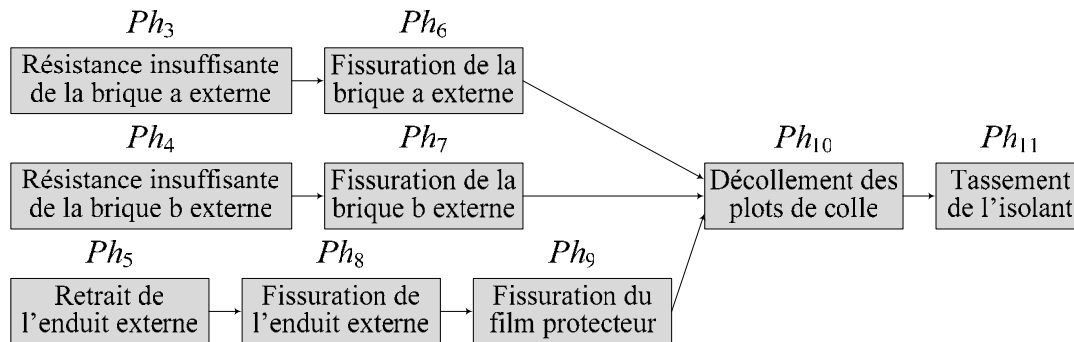 Ph3
Ph6
Résistance insuffisante
de la brique a externe
Fissuration de la
brique a externe
Ph4
Ph7
Ph10
Ph11
Résistance insuffisante
de la brique b externe
Fissuration de la
brique b externe
Décollement des
plots de colle
Tassement
de l’isolant
Ph5
Ph8
Ph9
Retrait de
l’enduit externe
Fissuration de
l’enduit externe
Fissuration du
film protecteur